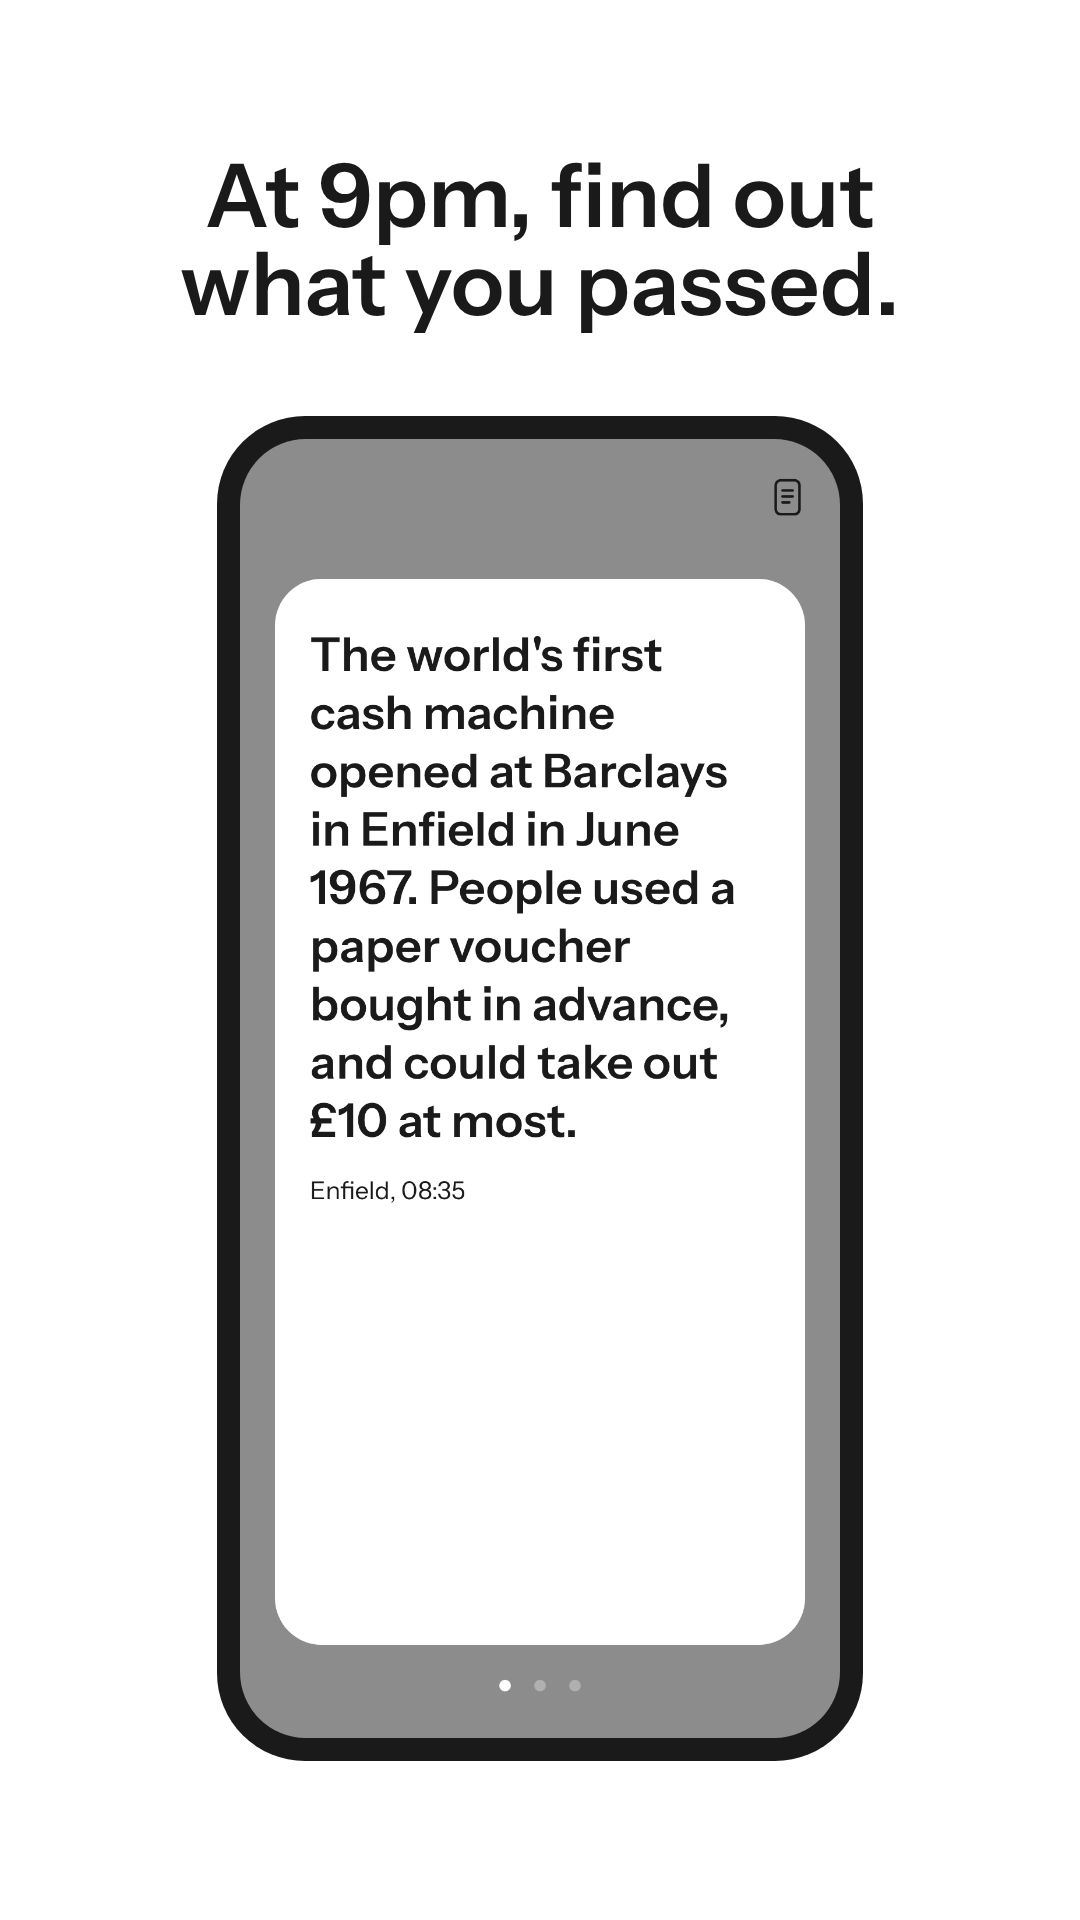 At 9pm, find out
what you passed.
The world's first
cash machine
opened at Barclays
in Enfield in June
1967. People used a
paper voucher
bought in advance,
and could take out
£10 at most.
Enfield, 08:35